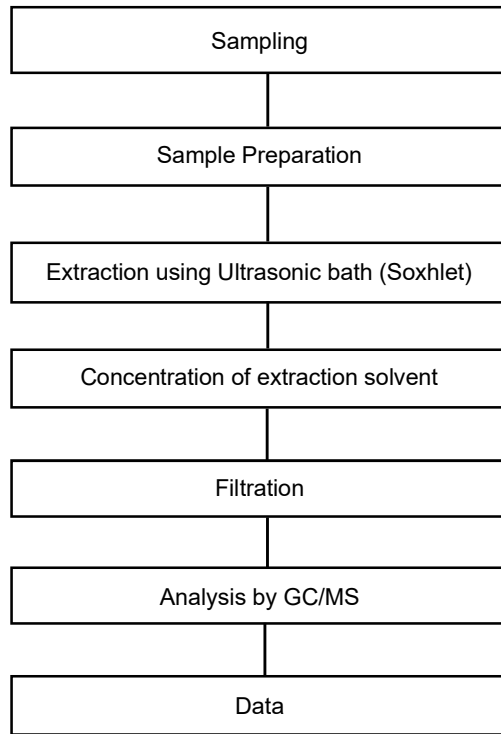 Sampling
Sample Preparation
Extraction using Ultrasonic bath (Soxhlet)
Concentration of extraction solvent
Filtration
Analysis by GC/MS
Data